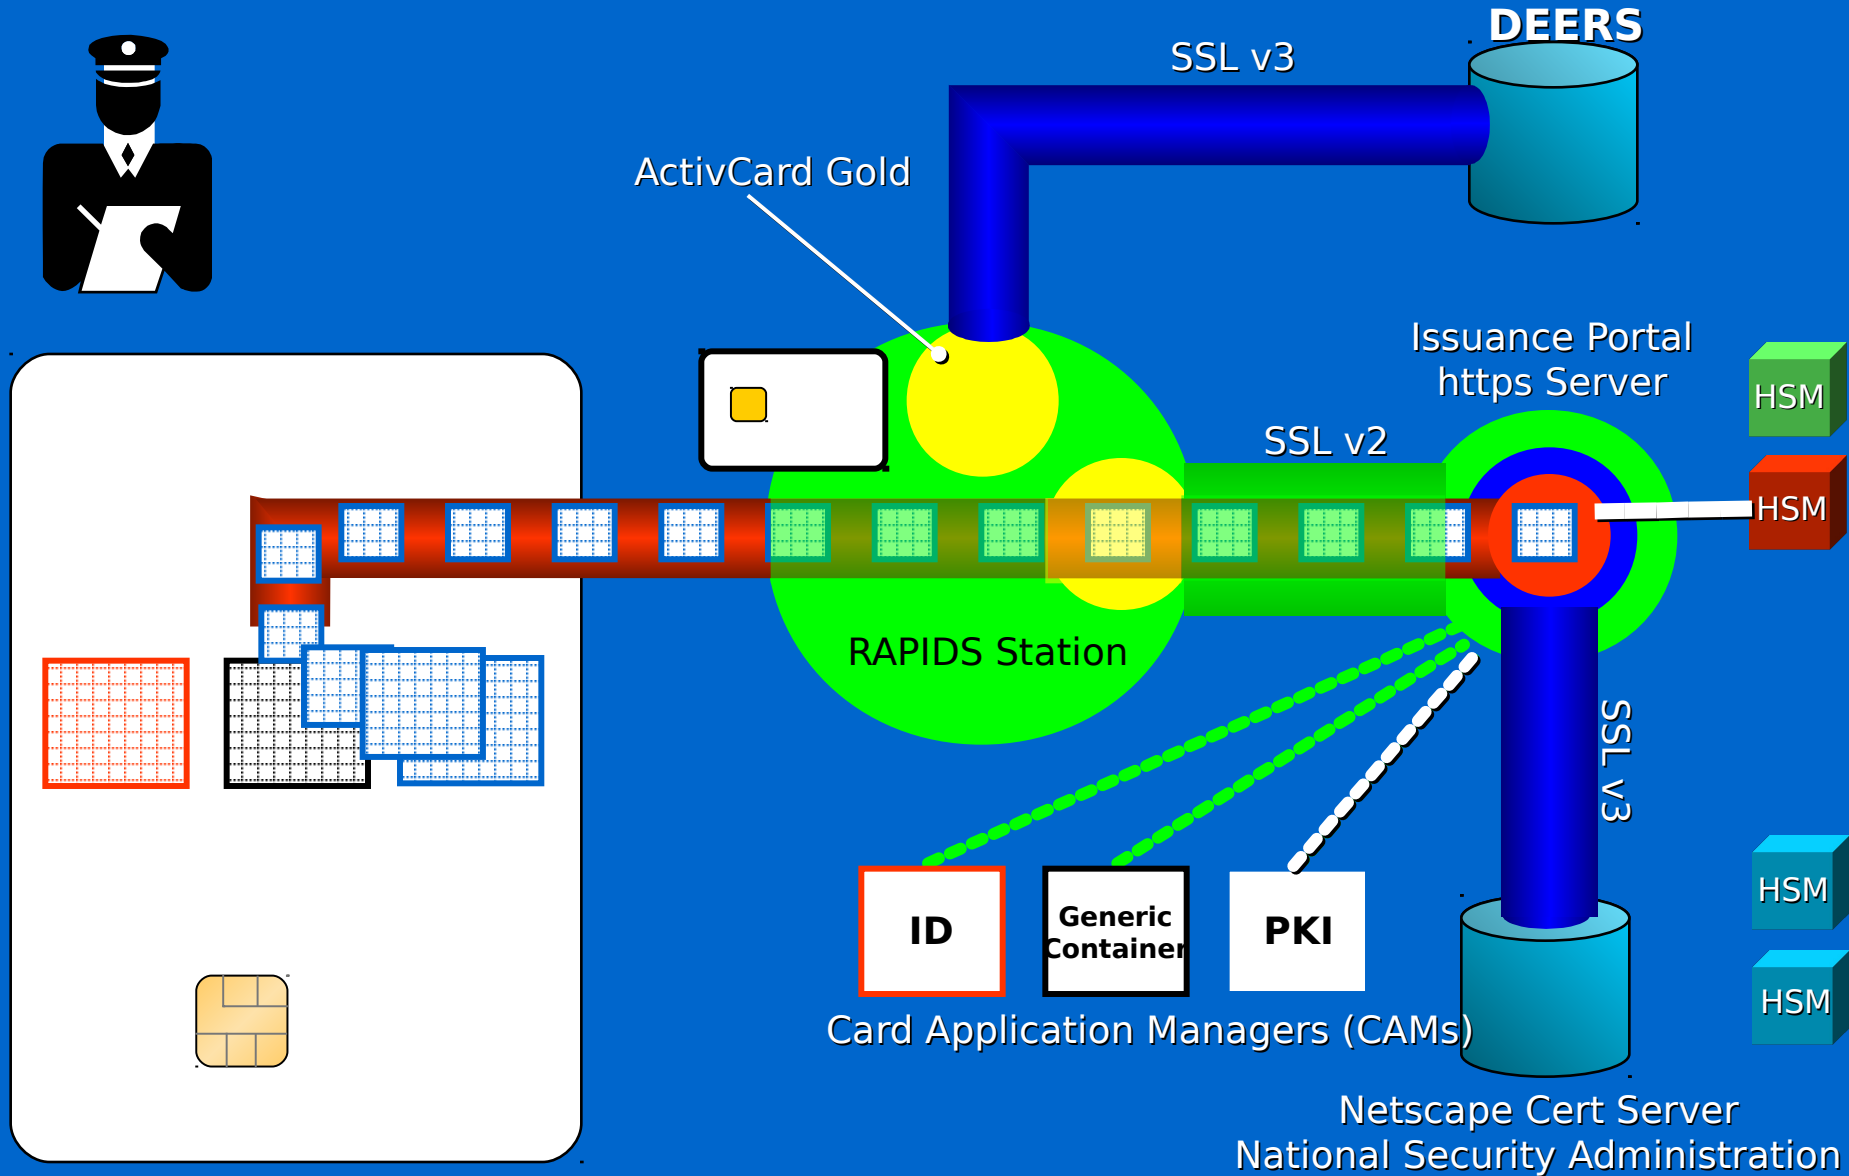 DEERS
SSL v3
ActivCard Gold
Issuance Portal
https Server
HSM
SSL v2
HSM
RAPIDS Station
SSL v3
HSM
ID
Generic
Container
PKI
HSM
Card Application Managers (CAMs)
Netscape Cert Server
National Security Administration